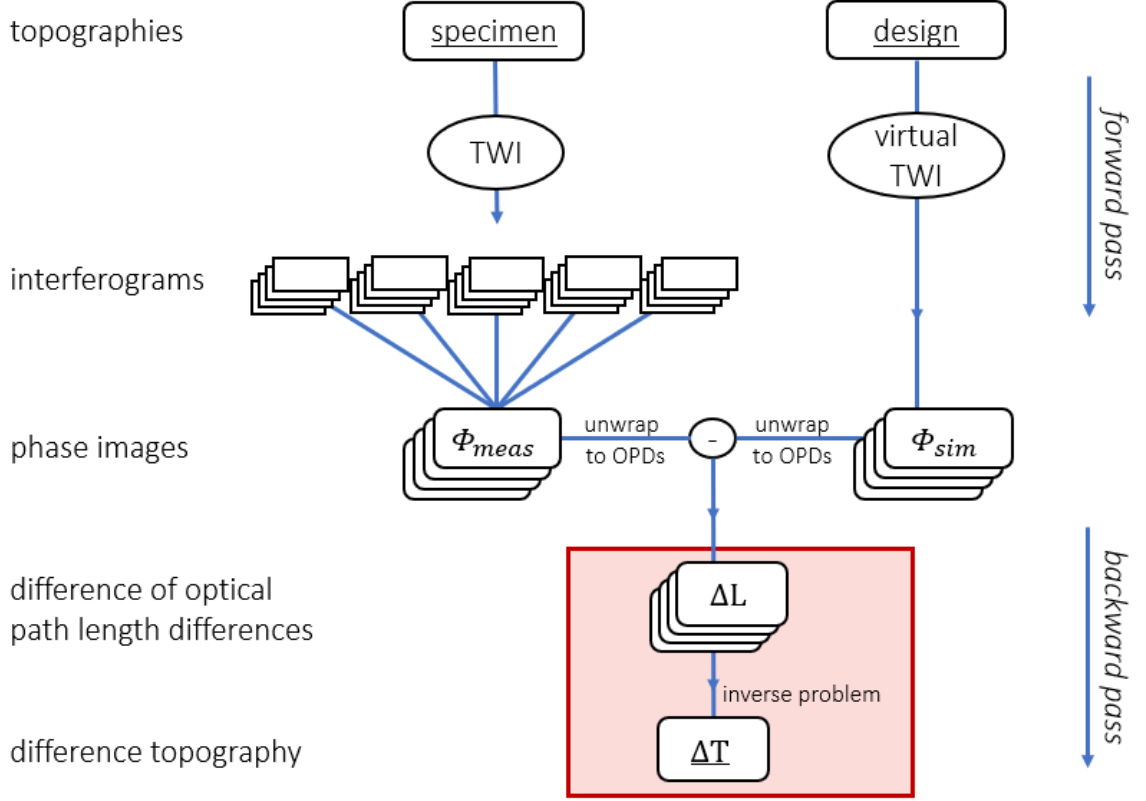 topographies
specimen
design
TWI
virtual
TWI
forward pass
interferograms
phase images
Φmeas
unwrap
to OPDs
-
unwrap
to OPDs
Φsim
difference of optical
path length differences
ΔL
backward pass
inverse problem
difference topography
ΔT